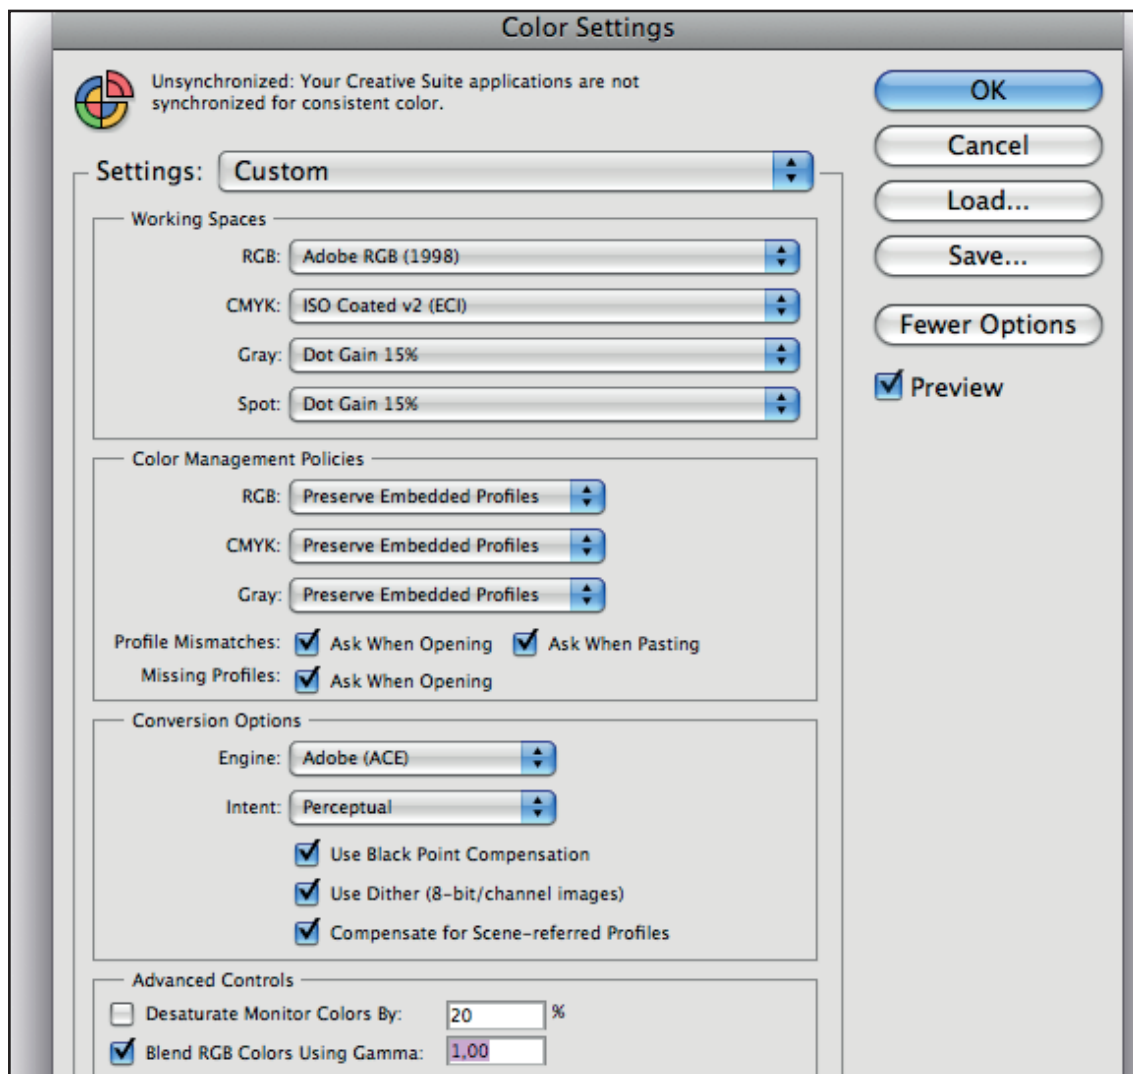 Color Settings
Unsynchronized: Your Creative Suite applications are not
synchronized for consistent color.
OK
Cancel
Load...
Save...
Fewer Options
Preview
Settings: Custom
Working Spaces
RGB: Adobe RGB (1998)
CMYK: ISO Coated v2 (ECI)
Gray: Dot Gain 15%
Spot: Dot Gain 15%
Color Management Policies
RGB: Preserve Embedded Profiles
CMYK: Preserve Embedded Profiles
Gray: Preserve Embedded Profiles
Profile Mismatches: Ask When Opening Ask When Pasting
Missing Profiles: Ask When Opening
Conversion Options
Engine: Adobe (ACE)
Intent: Perceptual
Use Black Point Compensation
Use Dither (8-bit/channel images)
Compensate for Scene-referred Profiles
Advanced Controls
Desaturate Monitor Colors By: 20 %
Blend RGB Colors Using Gamma: 1,00